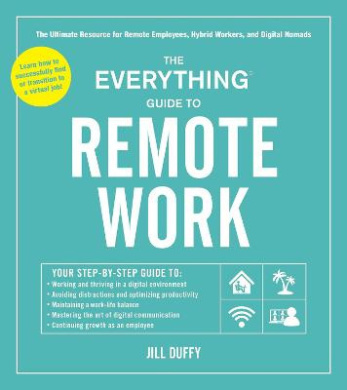 The Ultimate Resource for Remote Employees, Hybrid Workers, and Digital Nomads
Learn how to
successfully find
or transition to
a virtual job!
THE
EVERYTHING®
GUIDE TO
REMOTE
WORK
YOUR STEP-BY-STEP GUIDE TO:
• Working and thriving in a digital environment
• Avoiding distractions and optimizing productivity
• Maintaining a work-life balance
• Mastering the art of digital communication
• Continuing growth as an employee
JILL DUFFY